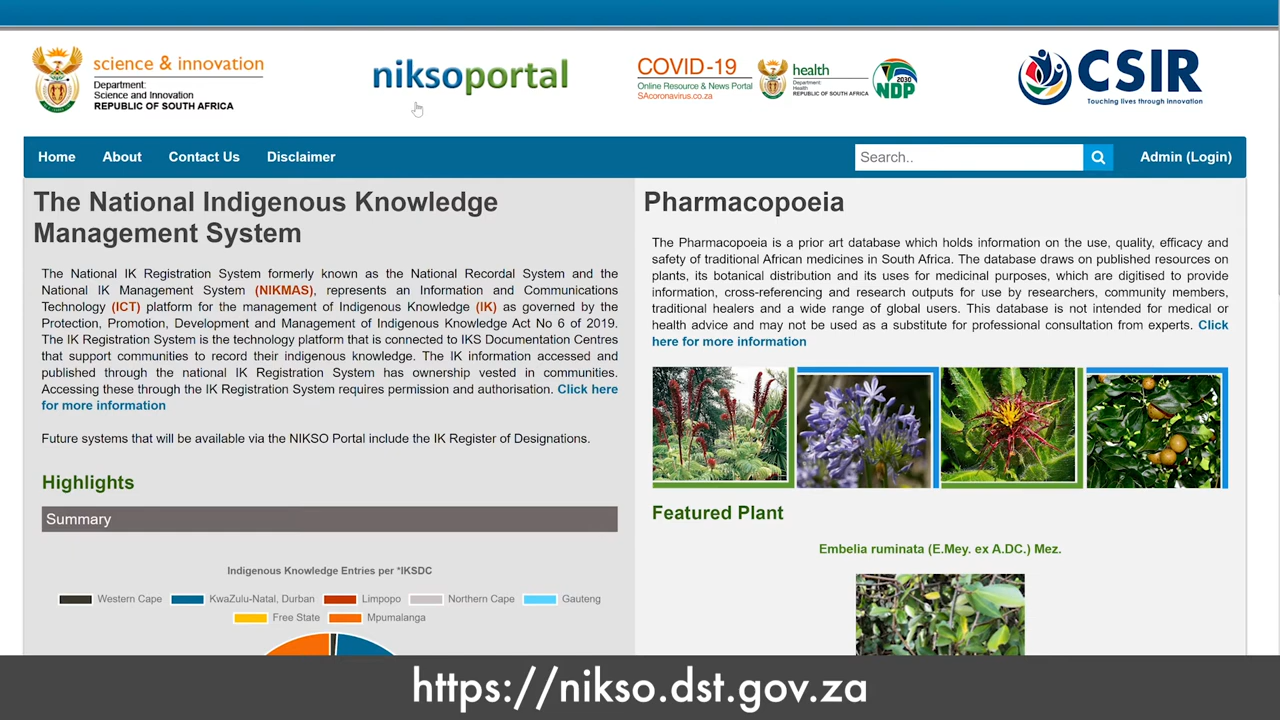 science & innovation
Department:
Science and Innovation
REPUBLIC OF SOUTH AFRICA
niksoportal
COVID-19
Online Resource & News Portal
SAcoronavirus.co.za
health
Department:
Health
REPUBLIC OF SOUTH AFRICA
2030
NDP
CSIR
Touching lives through innovation
Home About Contact Us Disclaimer
Search..
Admin (Login)
The National Indigenous Knowledge
Management System
The National IK Registration System formerly known as the National Recordal System and the
National IK Management System (NIKMAS), represents an Information and Communications
Technology (ICT) platform for the management of Indigenous Knowledge (IK) as governed by the
Protection, Promotion, Development and Management of Indigenous Knowledge Act No 6 of 2019.
The IK Registration System is the technology platform that is connected to IKS Documentation Centres
that support communities to record their indigenous knowledge. The IK information accessed and
published through the national IK Registration System has ownership vested in communities.
Accessing these through the IK Registration System requires permission and authorisation. Click here
for more information
Future systems that will be available via the NIKSO Portal include the IK Register of Designations.
Highlights
Summary
Indigenous Knowledge Entries per *IKSDC
Western Cape KwaZulu-Natal, Durban Limpopo Northern Cape Gauteng
Free State Mpumalanga
Pharmacopoeia
The Pharmacopoeia is a prior art database which holds information on the use, quality, efficacy and
safety of traditional African medicines in South Africa. The database draws on published resources on
plants, its botanical distribution and its uses for medicinal purposes, which are digitised to provide
information, cross-referencing and research outputs for use by researchers, community members,
traditional healers and a wide range of global users. This database is not intended for medical or
health advice and may not be used as a substitute for professional consultation from experts. Click
here for more information
Featured Plant
Embelia ruminata (E.Mey. ex A.DC.) Mez.
https://nikso.dst.gov.za